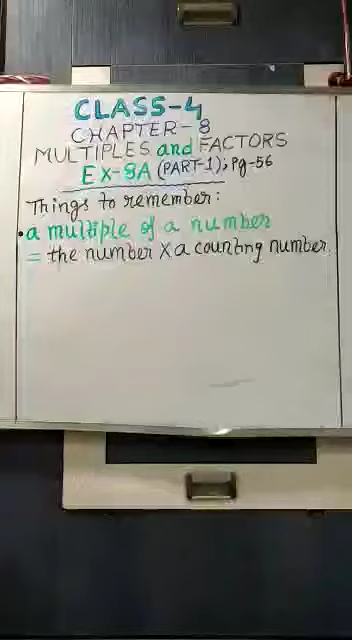 CLASS-4
CHAPTER-8
MULTIPLES and FACTORS
EX-8A (PART-1); Pg-56
Things to remember:
• a multiple of a number
= the number X a counting number